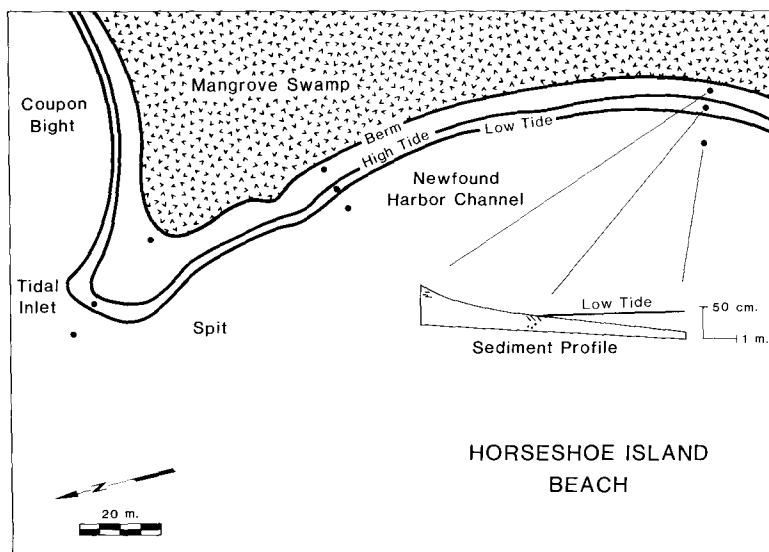 Mangrove Swamp
Coupon
Bight
Berm
High Tide
Low Tide
Newfound
Harbor Channel
Tidal
Inlet
Spit
Low Tide
50 cm.
1 m.
Sediment Profile
HORSESHOE ISLAND
BEACH
N
20 m.